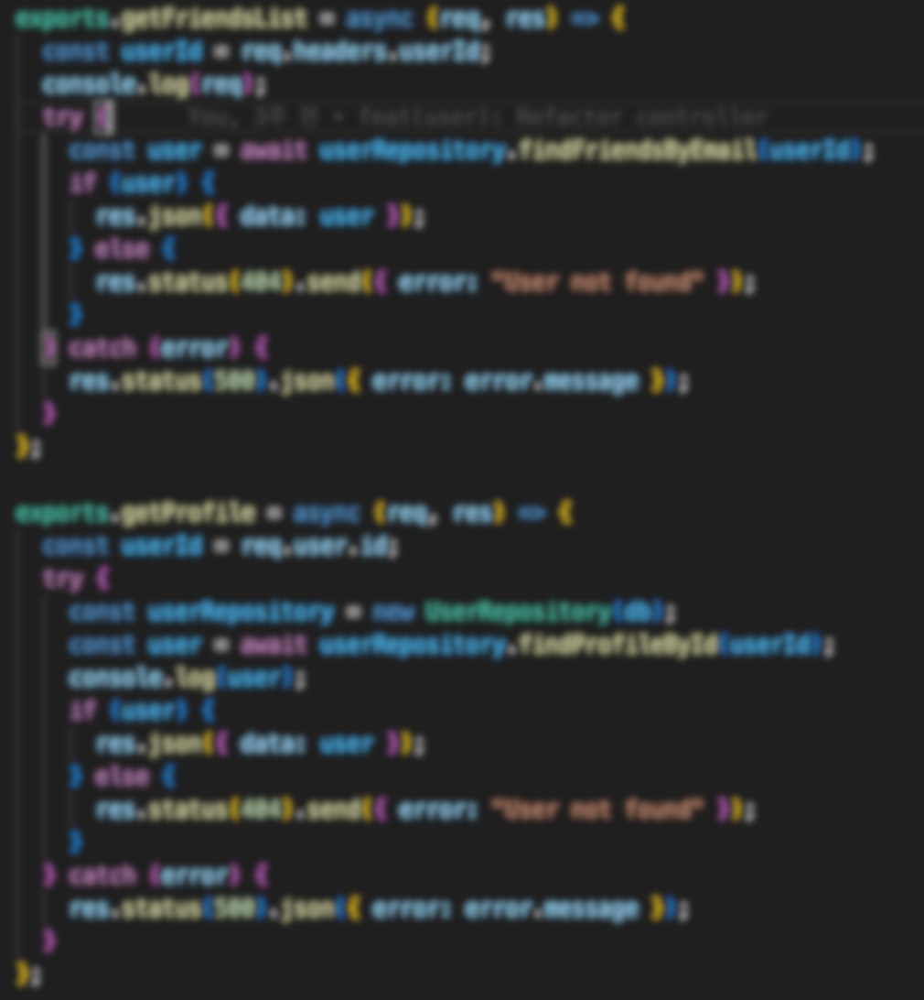 exports.getFriendsList = async (req, res) => {
  const userId = req.headers.userId;
  console.log(req);
  try {        You, 3주 전 • feat(user): Refactor controller
    const user = await userRepository.findFriendsByEmail(userId);
    if (user) {
      res.json({ data: user });
    } else {
      res.status(404).send({ error: "User not found" });
    }
  } catch (error) {
    res.status(500).json({ error: error.message });
  }
};

exports.getProfile = async (req, res) => {
  const userId = req.user.id;
  try {
    const userRepository = new UserRepository(db);
    const user = await userRepository.findProfileById(userId);
    console.log(user);
    if (user) {
      res.json({ data: user });
    } else {
      res.status(404).send({ error: "User not found" });
    }
  } catch (error) {
    res.status(500).json({ error: error.message });
  }
};